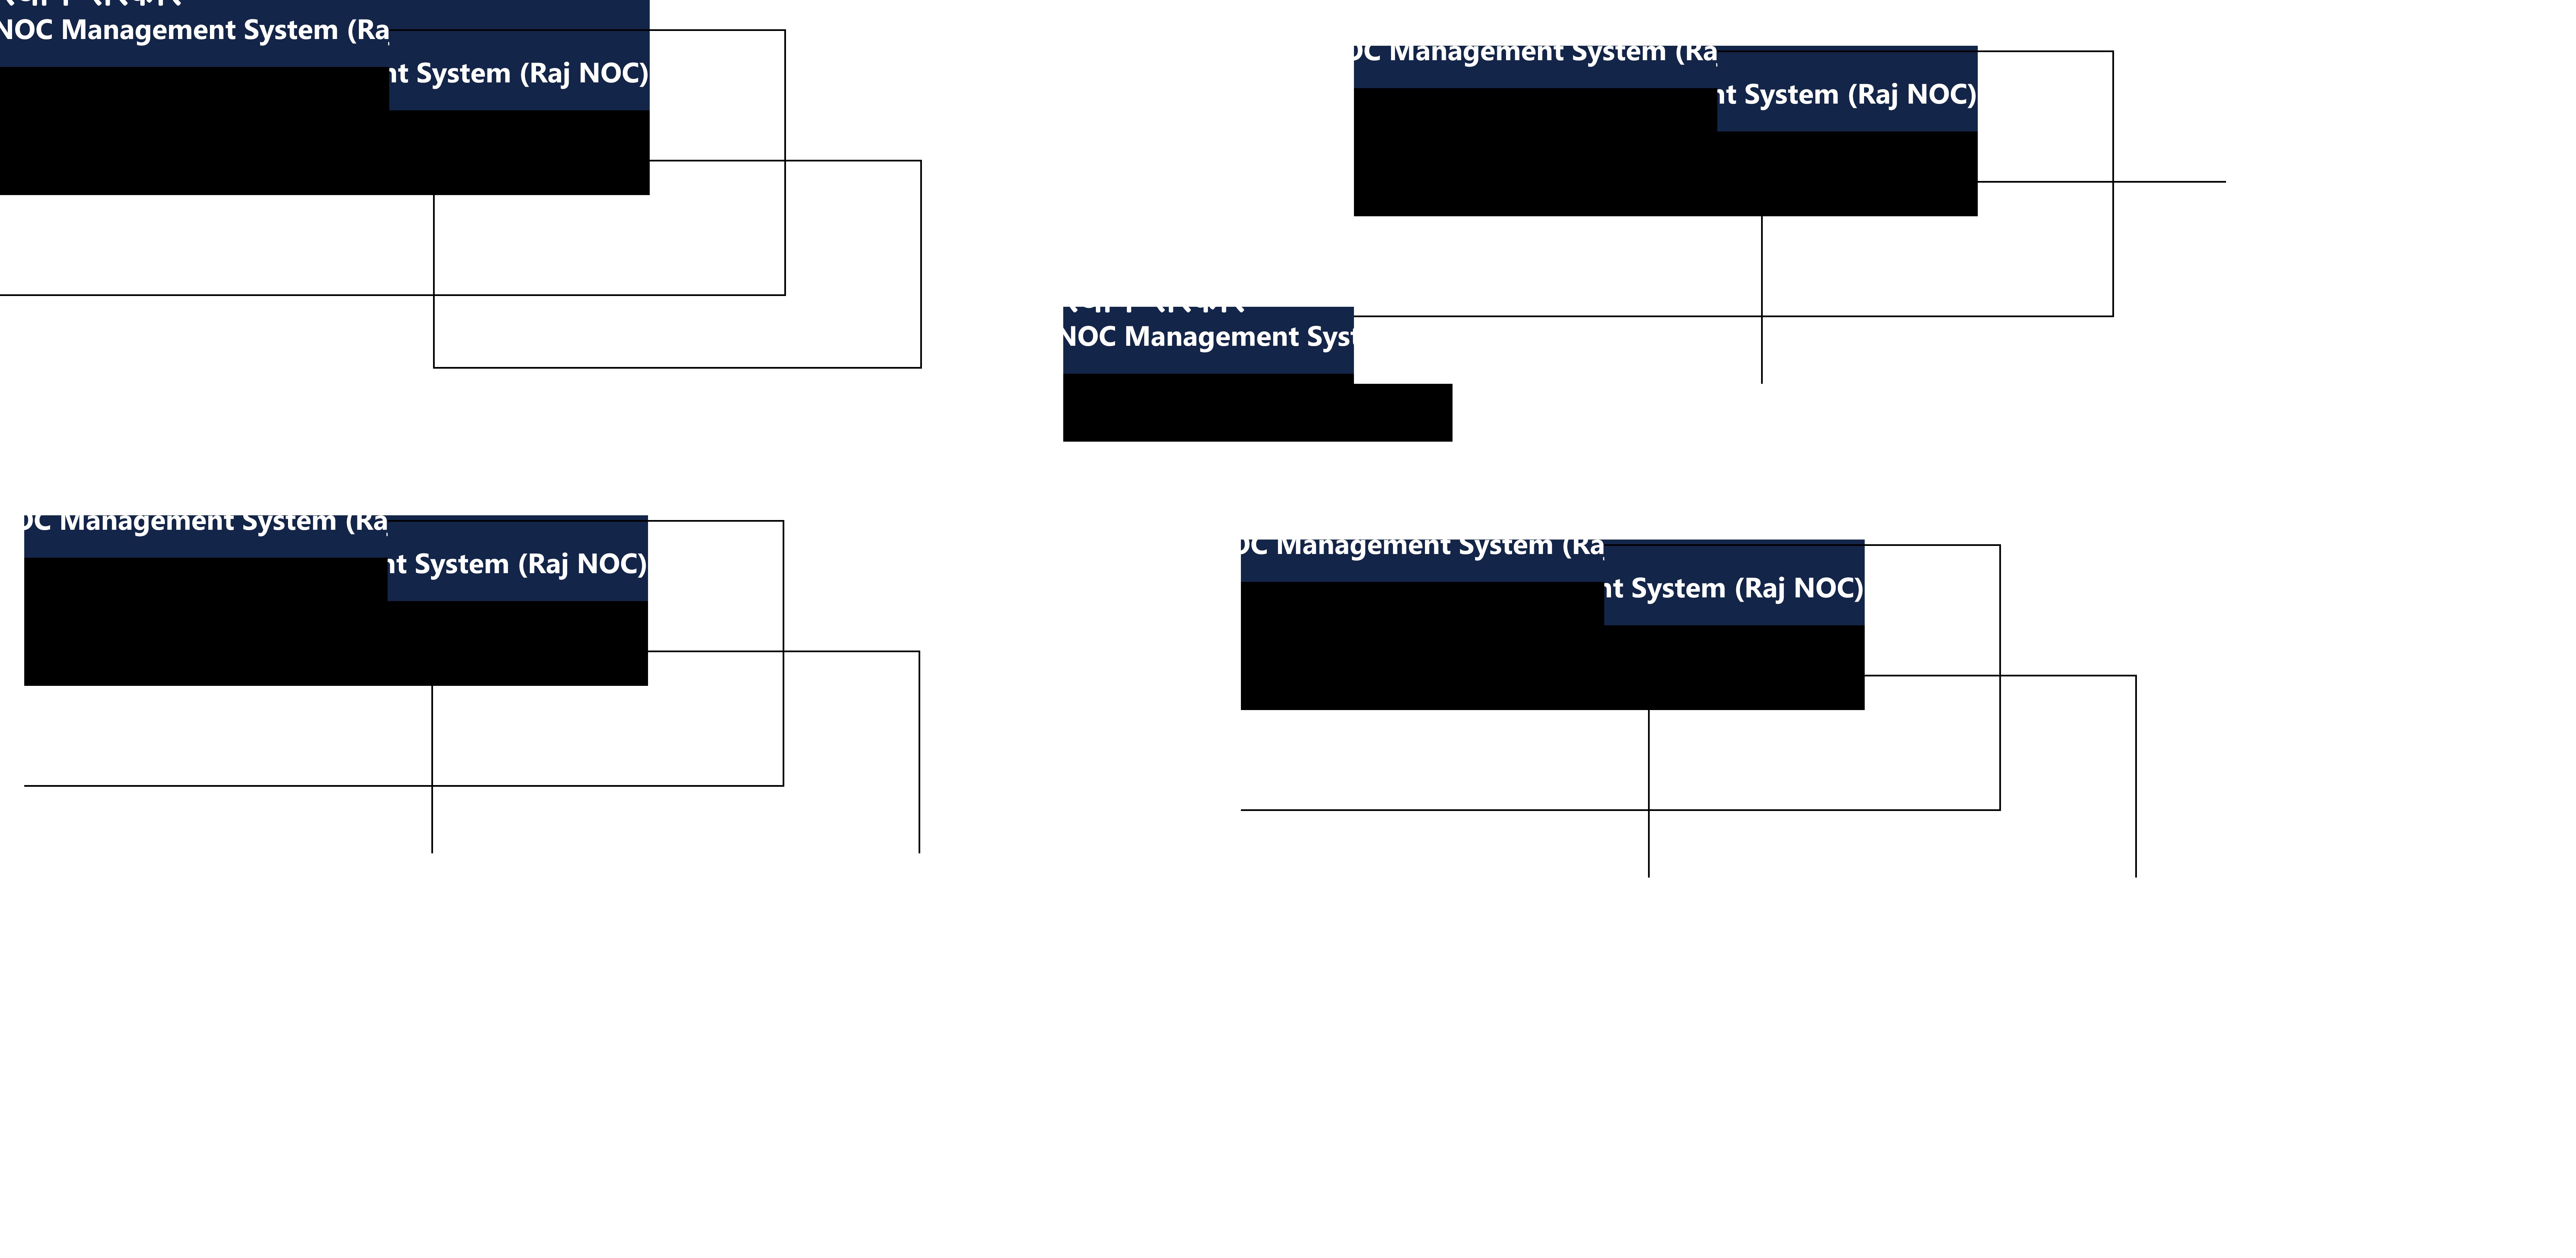 NOC Management System (Ra
nt System (Raj NOC)
OC Management System (Ra
nt System (Raj NOC)
NOC Management Syst
OC Management System (Ra
nt System (Raj NOC)
OC Management System (Ra
nt System (Raj NOC)